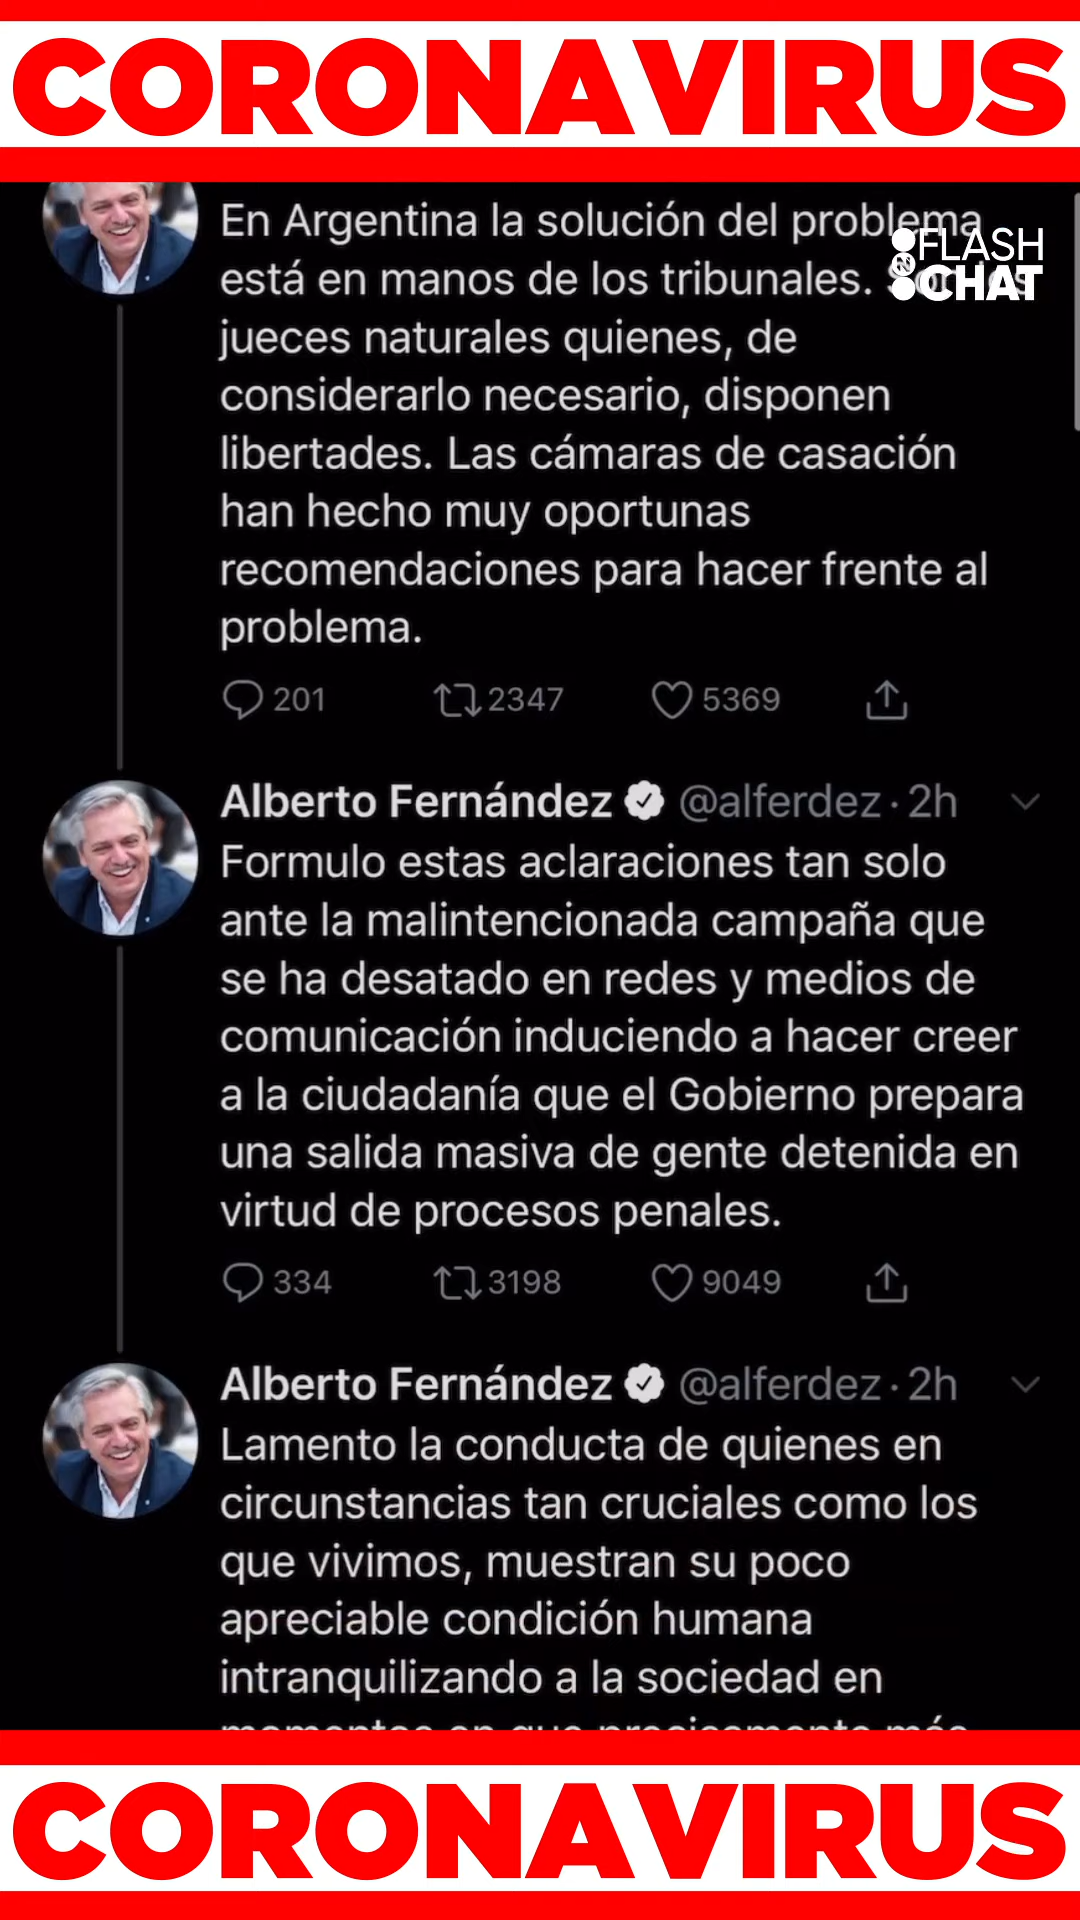 CORONAVIRUS
En Argentina la solución del problema
FLASH
está en manos de los tribunales.
CHAT
jueces naturales quienes, de
considerarlo necesario, disponen
libertades. Las cámaras de casación
han hecho muy oportunas
recomendaciones para hacer frente al
problema.
201 2347 5369
Alberto Fernández @alferdez · 2h
Formulo estas aclaraciones tan solo
ante la malintencionada campaña que
se ha desatado en redes y medios de
comunicación induciendo a hacer creer
a la ciudadanía que el Gobierno prepara
una salida masiva de gente detenida en
virtud de procesos penales.
334 3198 9049
Alberto Fernández @alferdez · 2h
Lamento la conducta de quienes en
circunstancias tan cruciales como los
que vivimos, muestran su poco
apreciable condición humana
intranquilizando a la sociedad en
CORONAVIRUS